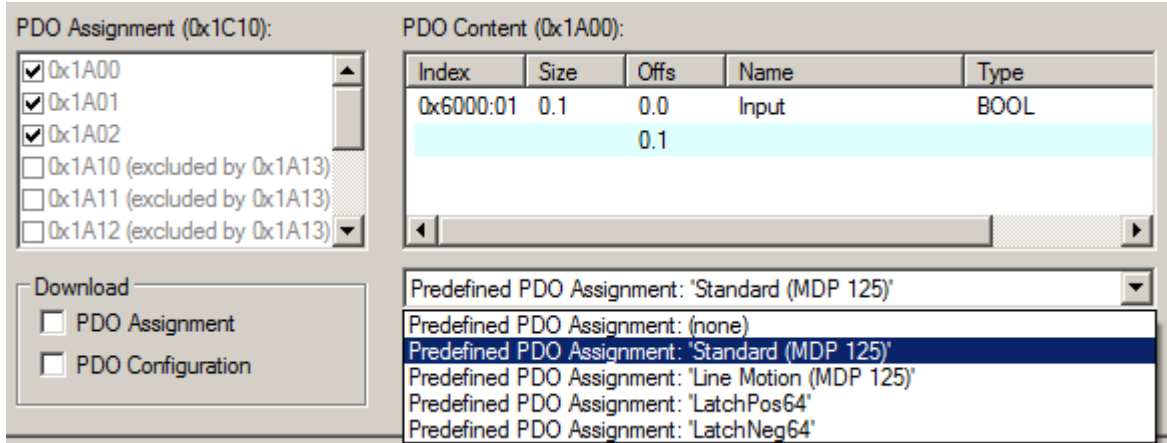 PDO Assignment (0x1C10):
0x1A00
0x1A01
0x1A02
0x1A10 (excluded by 0x1A13)
0x1A11 (excluded by 0x1A13)
0x1A12 (excluded by 0x1A13)
PDO Content (0x1A00):
Index Size Offs Name Type
0x6000:01 0.1 0.0 Input BOOL
0.1
Download
PDO Assignment
PDO Configuration
Predefined PDO Assignment: 'Standard (MDP 125)'
Predefined PDO Assignment: (none)
Predefined PDO Assignment: 'Standard (MDP 125)'
Predefined PDO Assignment: 'Line Motion (MDP 125)'
Predefined PDO Assignment: 'LatchPos64'
Predefined PDO Assignment: 'LatchNeg64'